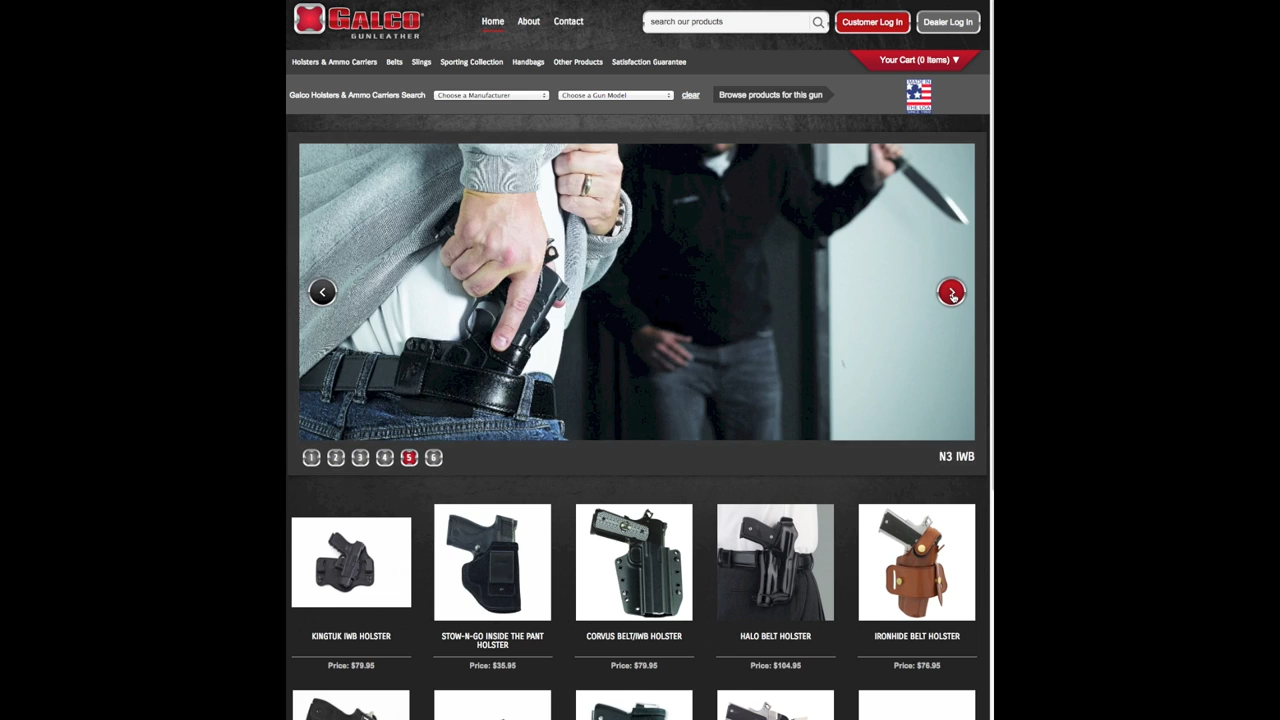 GALCO
GUNLEATHER
Home About Contact
search our products
Customer Log In
Dealer Log In
Your Cart (0 Items) ▼
Holsters & Ammo Carriers Belts Slings Sporting Collection Handbags Other Products Satisfaction Guarantee
Galco Holsters & Ammo Carriers Search
Choose a Manufacturer
Choose a Gun Model
clear
Browse products for this gun
MADE IN
THE USA
1 2 3 4 5 6
N3 IWB
KINGTUK IWB HOLSTER
Price: $79.95
STOW-N-GO INSIDE THE PANT
HOLSTER
Price: $35.95
CORVUS BELT/IWB HOLSTER
Price: $79.95
HALO BELT HOLSTER
Price: $104.95
IRONHIDE BELT HOLSTER
Price: $76.95